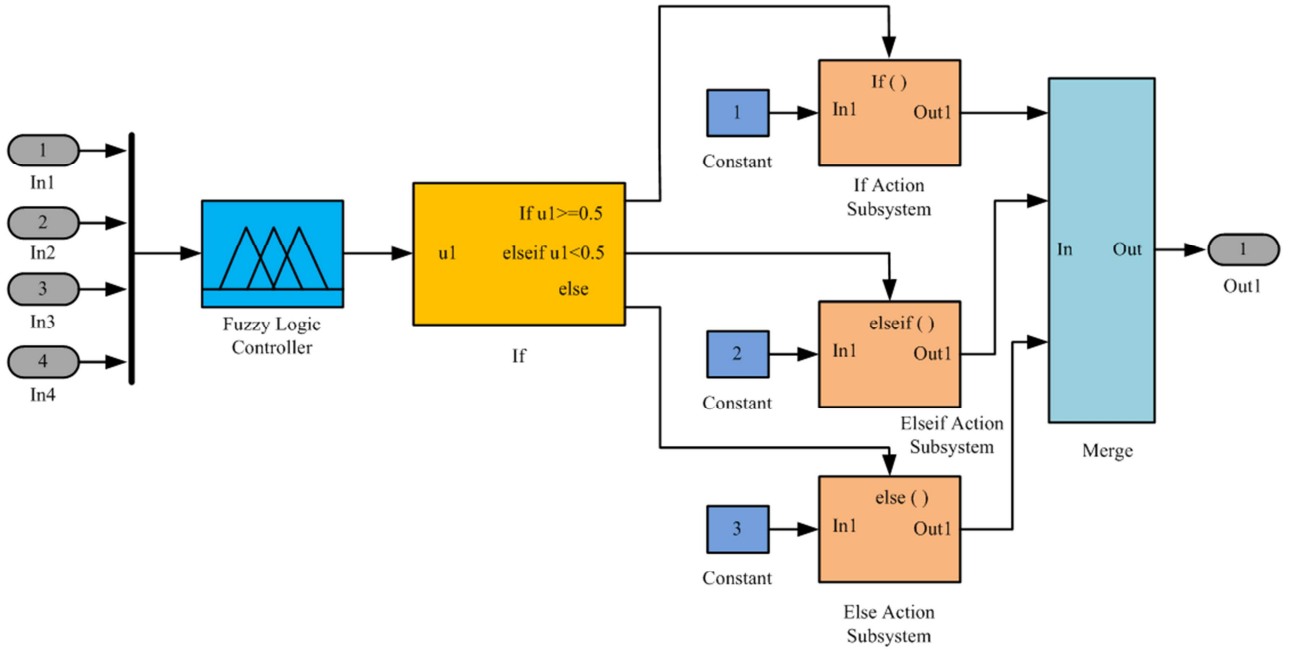 1
In1
2
In2
3
In3
4
In4
Fuzzy Logic
Controller
u1
If u1>=0.5
elseif u1<0.5
else
If
1
Constant
If ( )
In1
Out1
If Action
Subsystem
2
Constant
elseif ( )
In1
Out1
Elseif Action
Subsystem
3
Constant
else ( )
In1
Out1
Else Action
Subsystem
In
Out
Merge
1
Out1